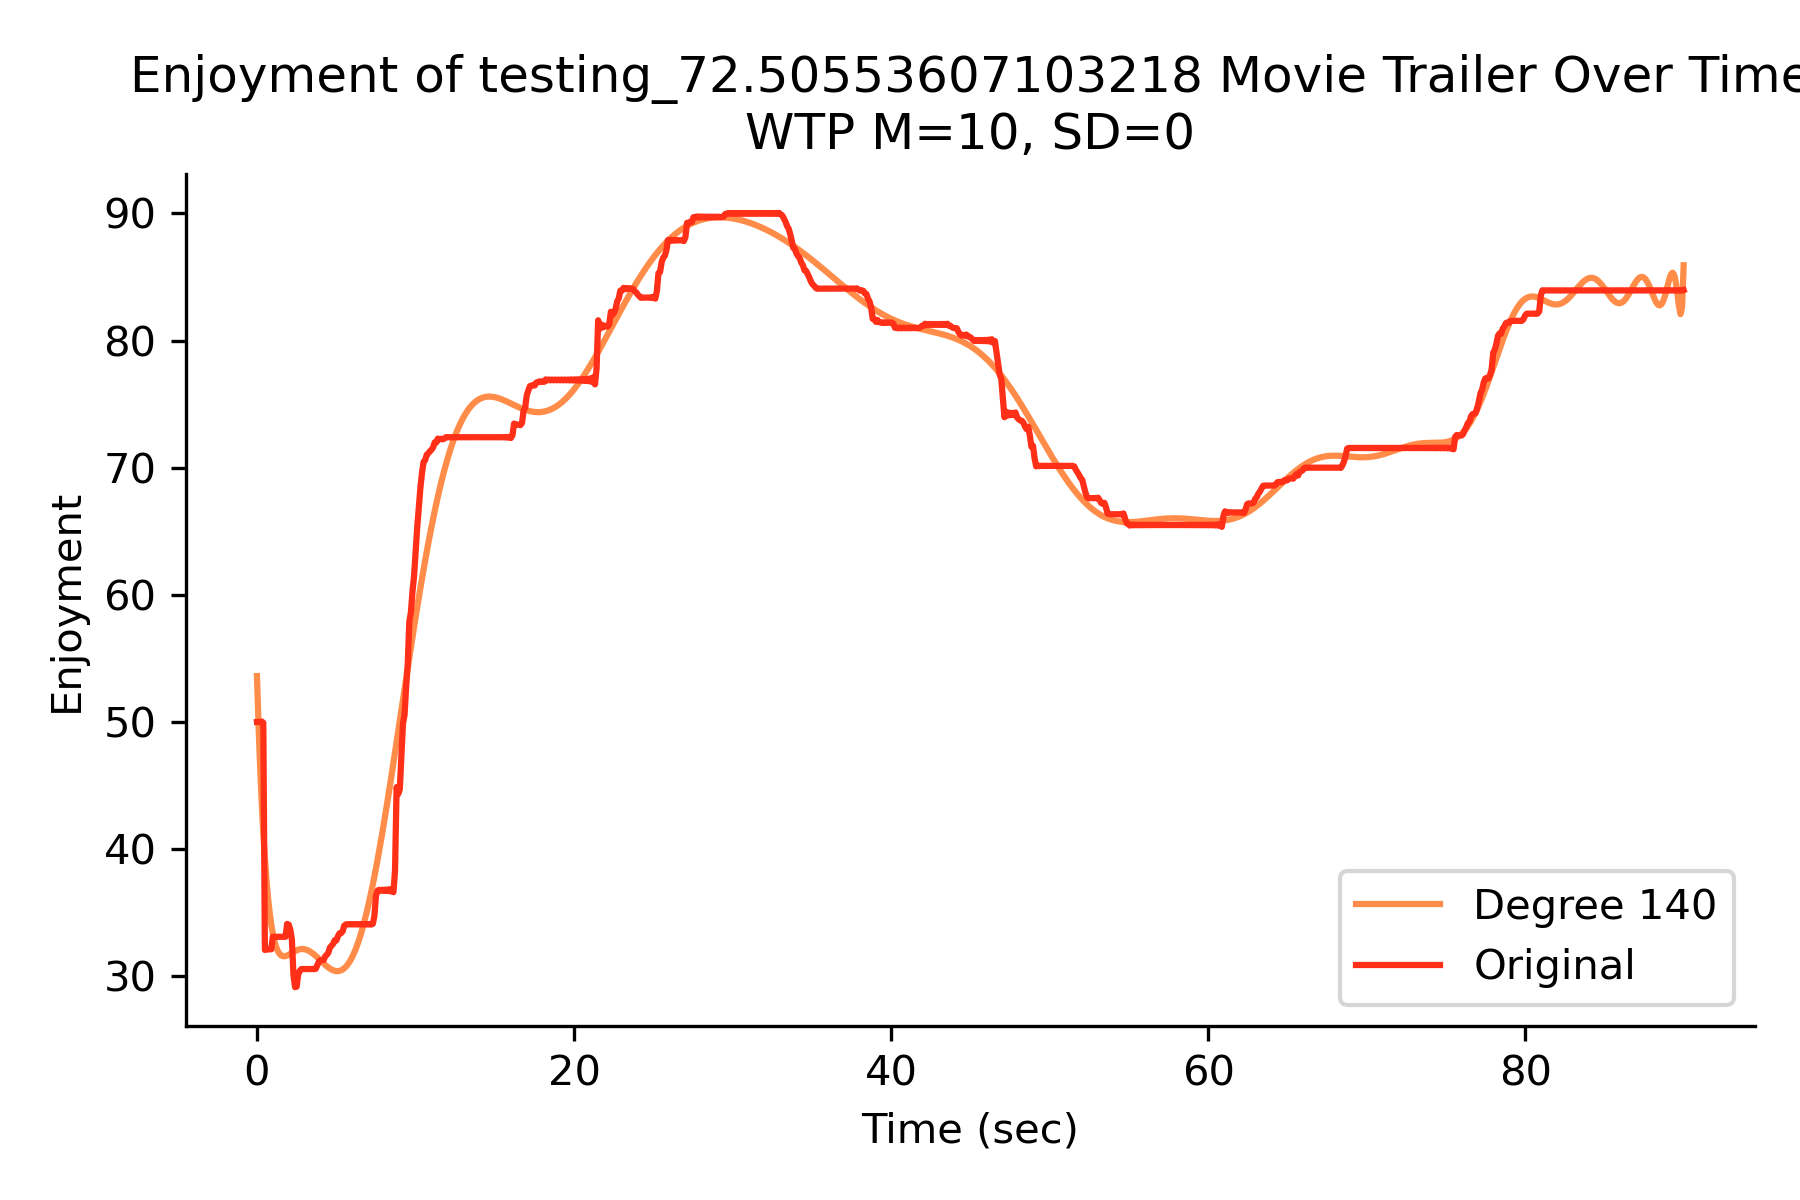 Enjoyment of testing_72.50553607103218 Movie Trailer Over Time
WTP M=10, SD=0
90
80
70
60
50
40
30
Enjoyment
0 20 40 60 80
Time (sec)
Degree 140
Original